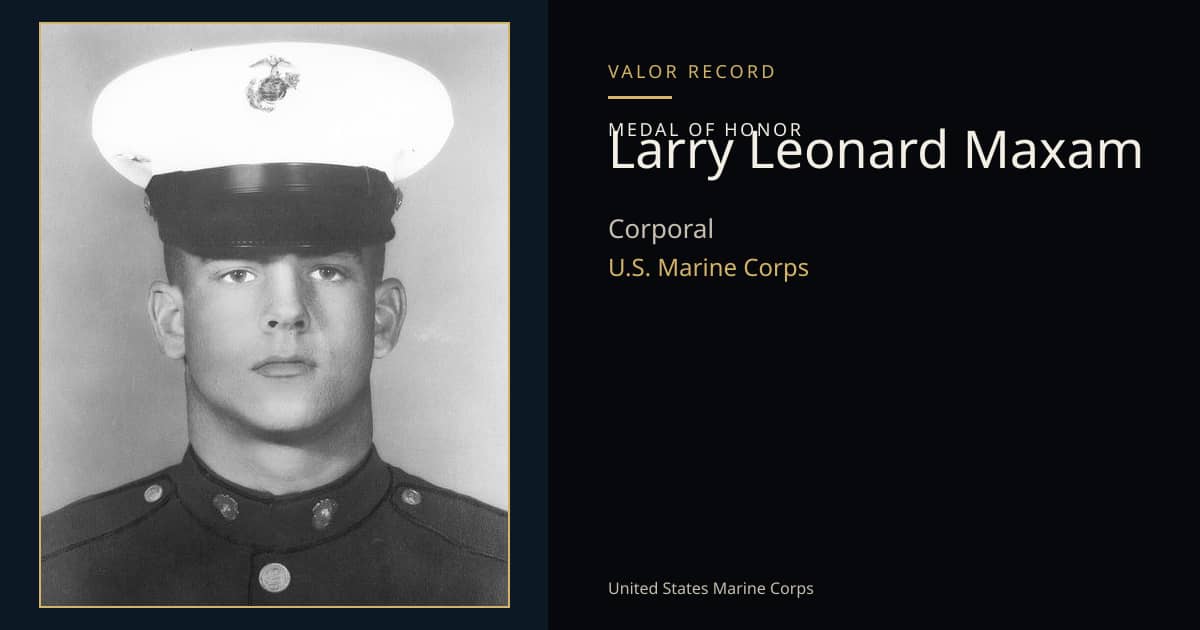 VALOR RECORD
MEDAL OF HONOR
Larry Leonard Maxam
Corporal
U.S. Marine Corps
United States Marine Corps